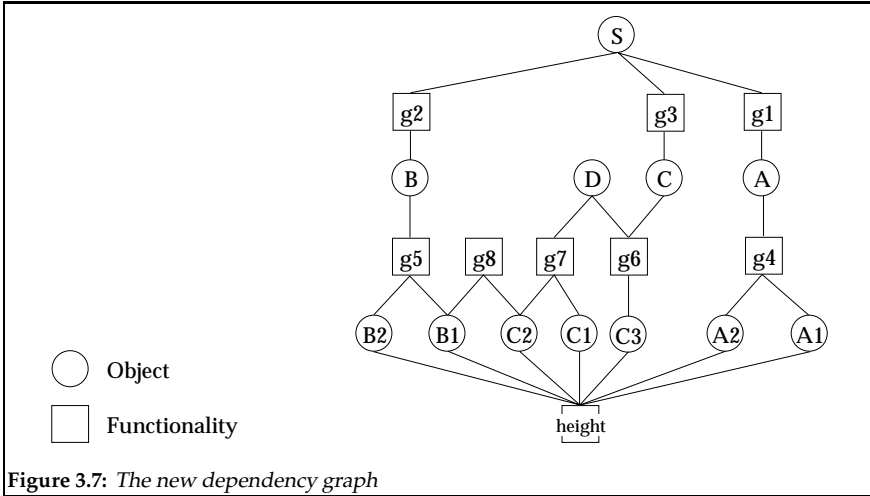 S
g2 g3 g1
B D C A
g5 g8 g7 g6 g4
B2 B1 C2 C1 C3 A2 A1
Object
Functionality
height
Figure 3.7: The new dependency graph